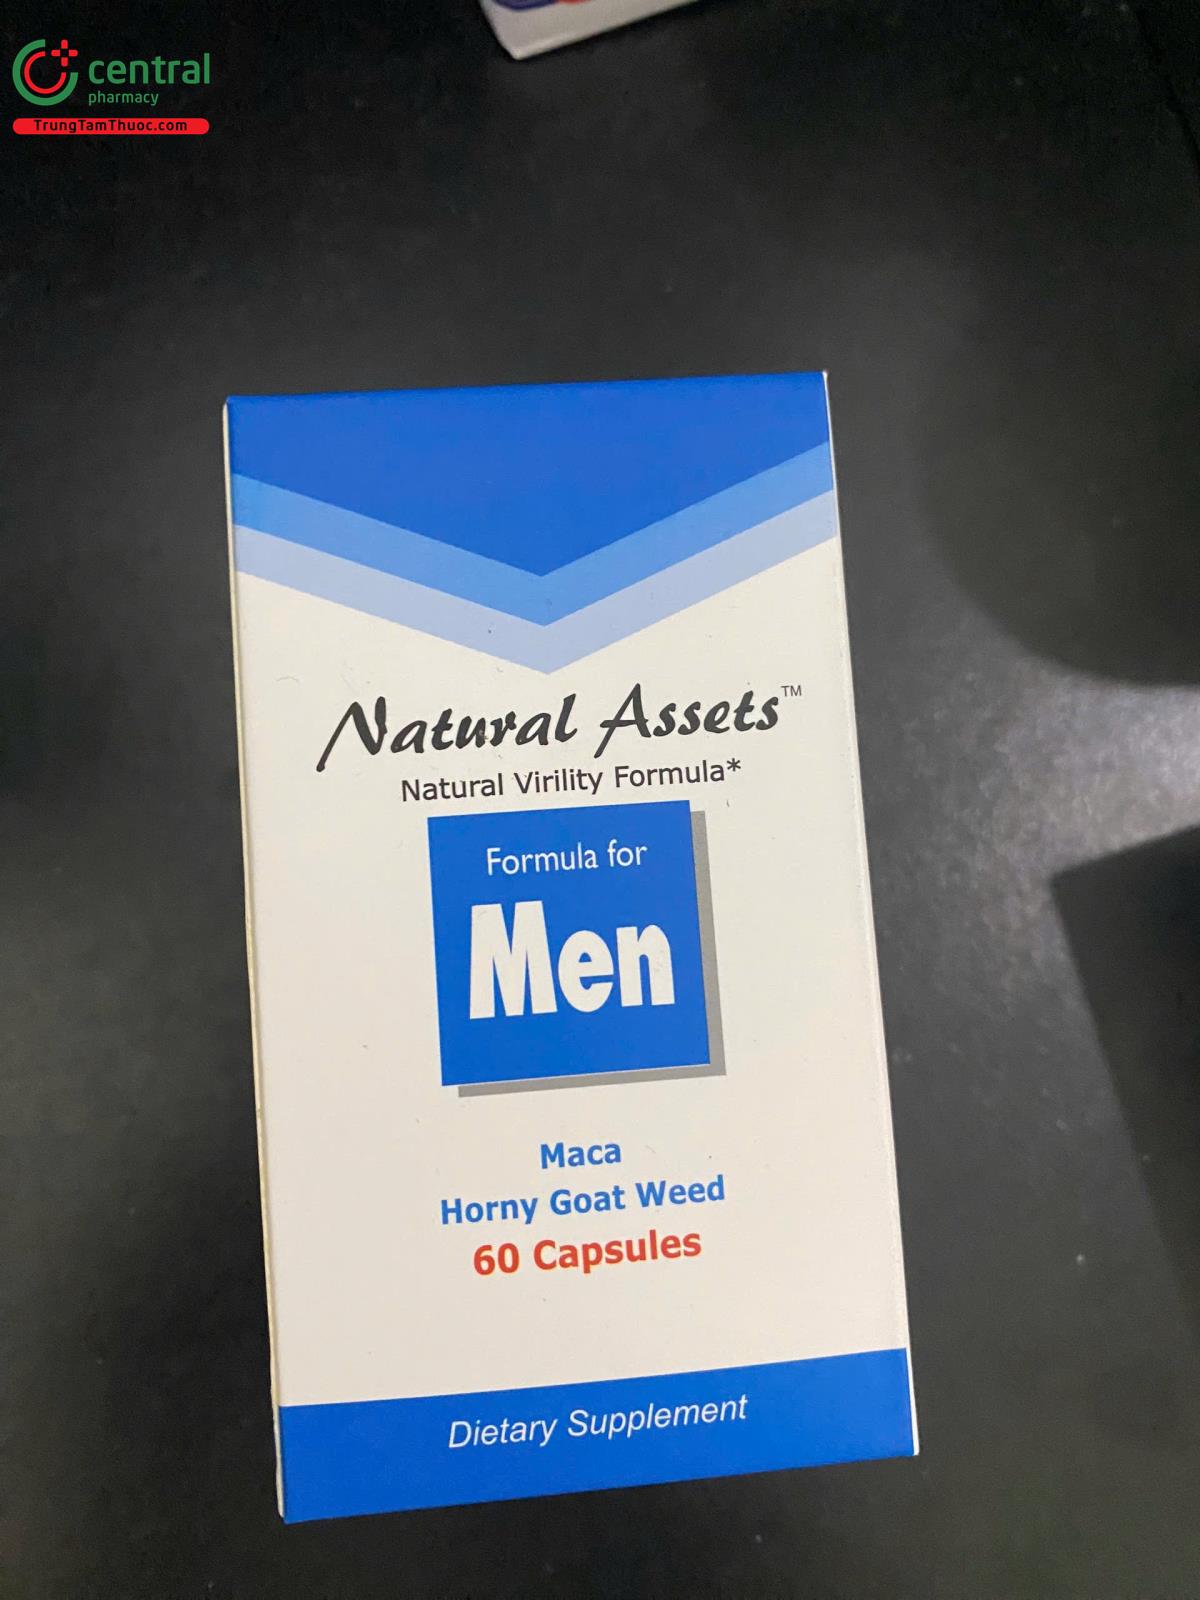 central
pharmacy
TrungTamThuoc.com
Natural Assets™
Natural Virility Formula*
Formula for
Men
Maca
Horny Goat Weed
60 Capsules
Dietary Supplement